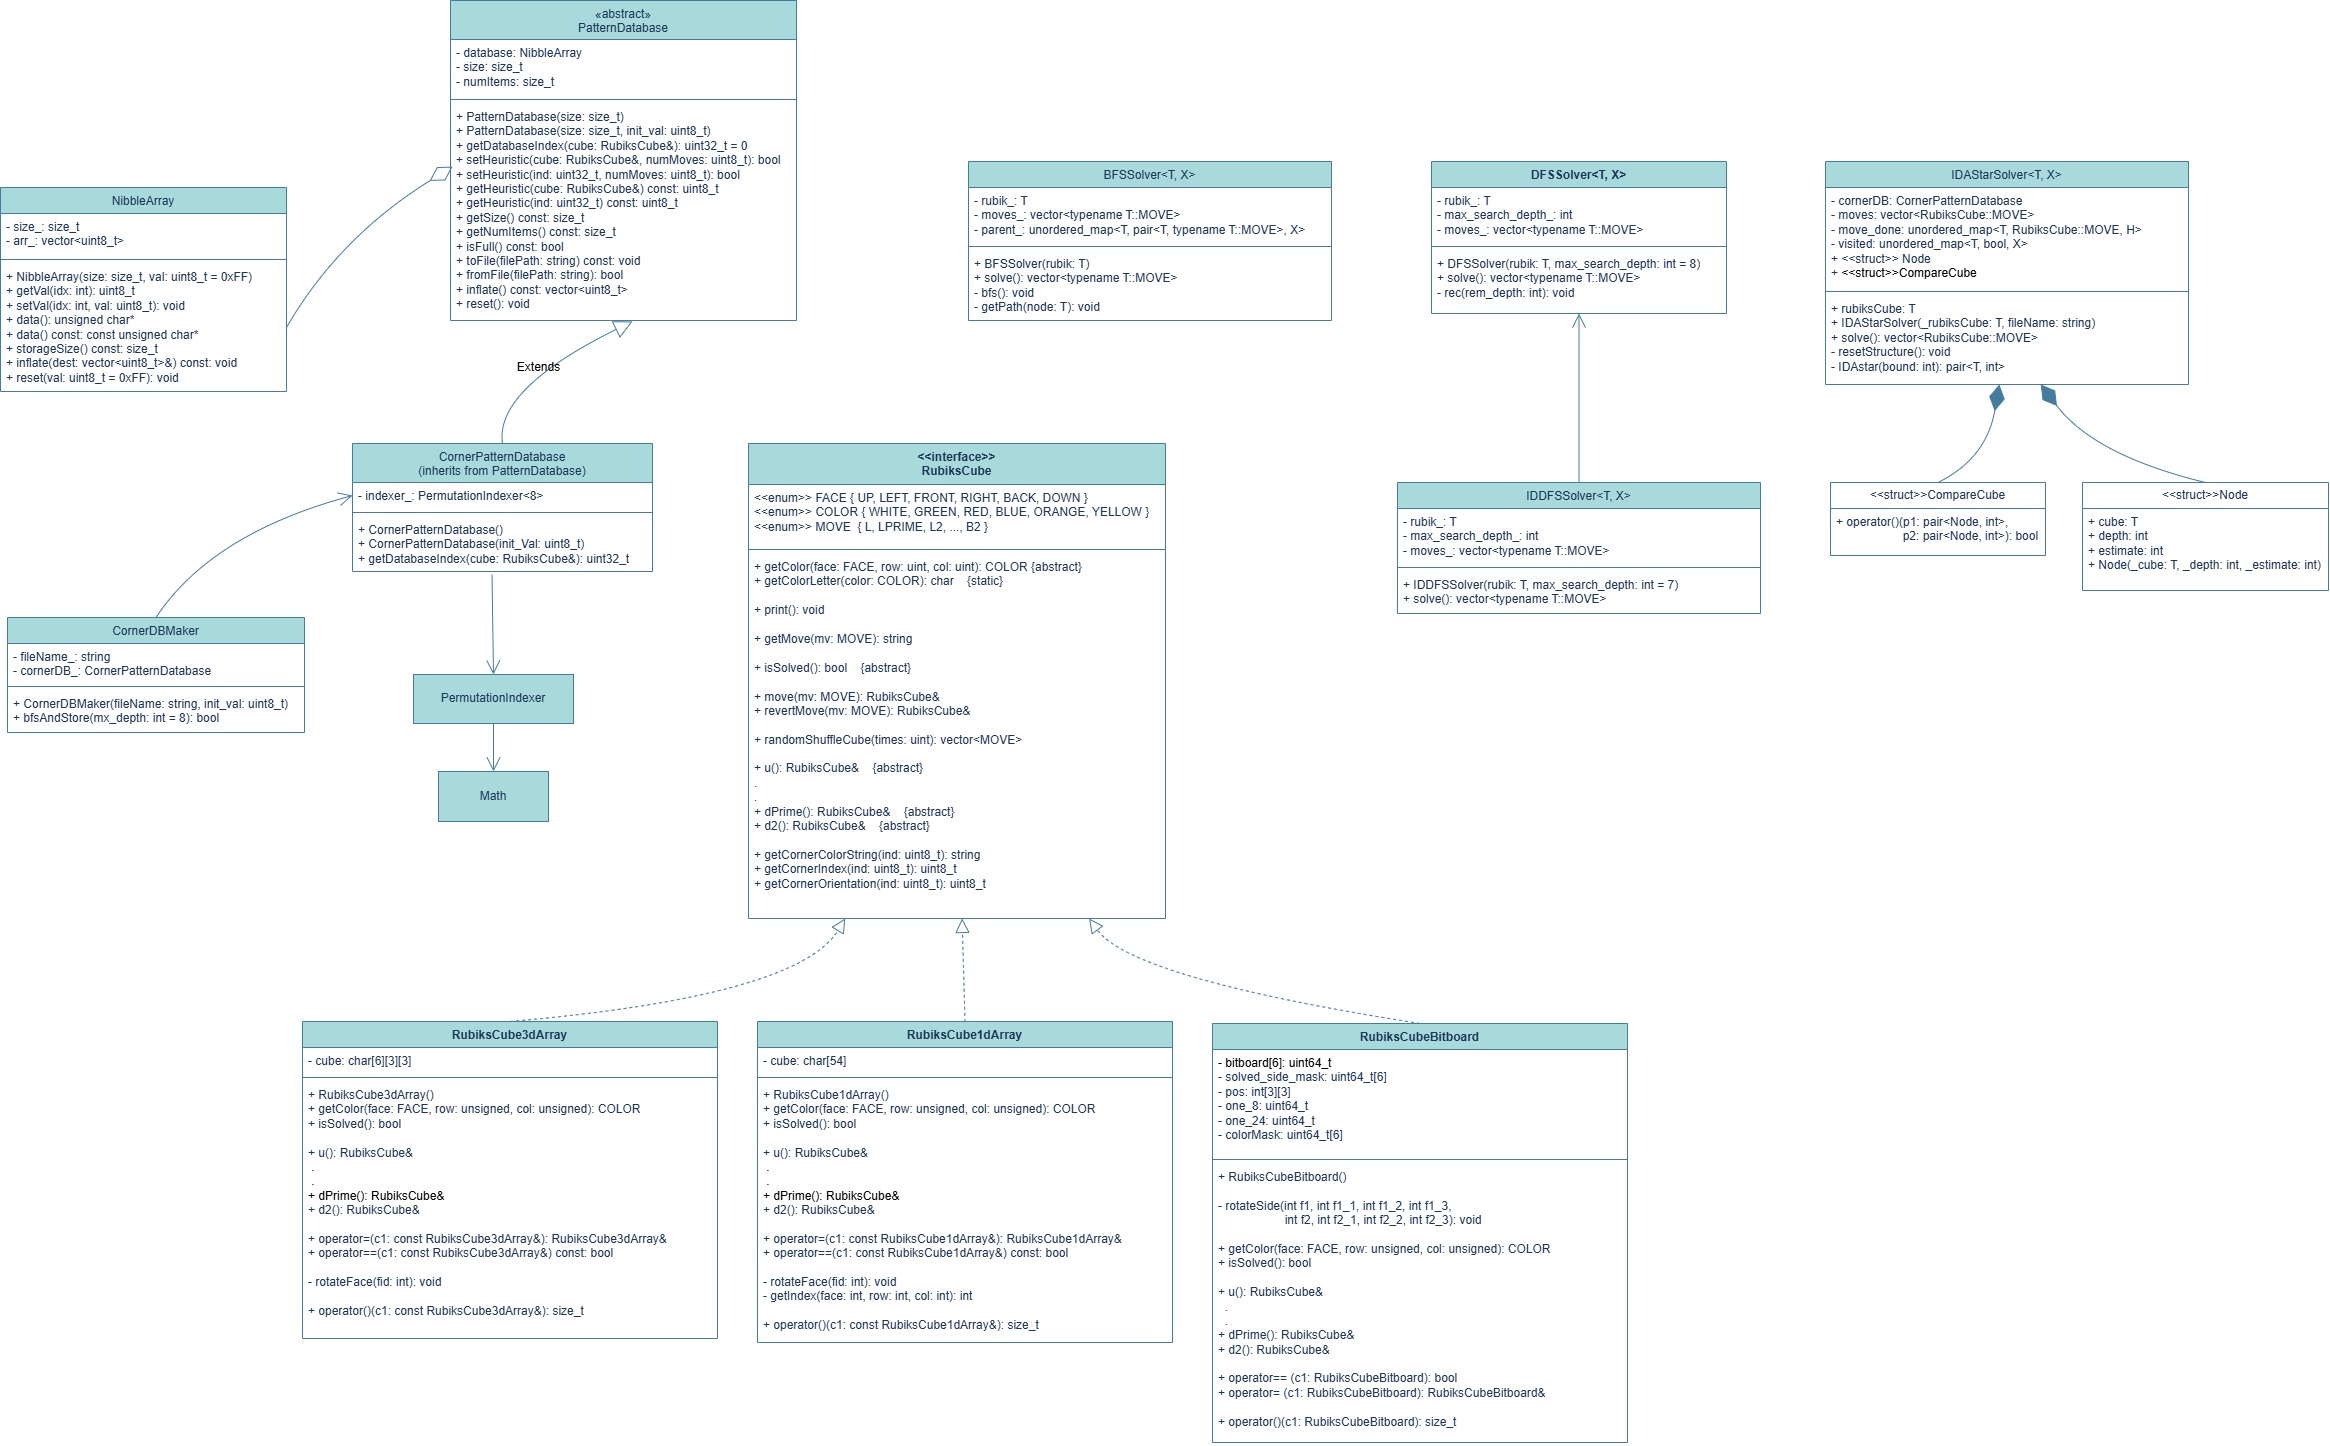 «abstract»
PatternDatabase
- database: NibbleArray
- size: size_t
- numItems: size_t
+ PatternDatabase(size: size_t)
+ PatternDatabase(size: size_t, init_val: uint8_t)
+ getDatabaseIndex(cube: RubiksCube&): uint32_t = 0
+ setHeuristic(cube: RubiksCube&, numMoves: uint8_t): bool
+ setHeuristic(ind: uint32_t, numMoves: uint8_t): bool
+ getHeuristic(cube: RubiksCube&) const: uint8_t
+ getHeuristic(ind: uint32_t) const: uint8_t
+ getSize() const: size_t
+ getNumItems() const: size_t
+ isFull() const: bool
+ toFile(filePath: string) const: void
+ fromFile(filePath: string): bool
+ inflate() const: vector<uint8_t>
+ reset(): void
NibbleArray
- size_: size_t
- arr_: vector<uint8_t>
+ NibbleArray(size: size_t, val: uint8_t = 0xFF)
+ getVal(idx: int): uint8_t
+ setVal(idx: int, val: uint8_t): void
+ data(): unsigned char*
+ data() const: const unsigned char*
+ storageSize() const: size_t
+ inflate(dest: vector<uint8_t>&) const: void
+ reset(val: uint8_t = 0xFF): void
BFSSolver<T, X>
- rubik_: T
- moves_: vector<typename T::MOVE>
- parent_: unordered_map<T, pair<T, typename T::MOVE>, X>
+ BFSSolver(rubik: T)
+ solve(): vector<typename T::MOVE>
- bfs(): void
- getPath(node: T): void
DFSSolver<T, X>
- rubik_: T
- max_search_depth_: int
- moves_: vector<typename T::MOVE>
+ DFSSolver(rubik: T, max_search_depth: int = 8)
+ solve(): vector<typename T::MOVE>
- rec(rem_depth: int): void
IDAStarSolver<T, X>
- cornerDB: CornerPatternDatabase
- moves: vector<RubiksCube::MOVE>
- move_done: unordered_map<T, RubiksCube::MOVE, H>
- visited: unordered_map<T, bool, X>
+ <<struct>> Node
+ <<struct>>CompareCube
+ rubiksCube: T
+ IDAStarSolver(_rubiksCube: T, fileName: string)
+ solve(): vector<RubiksCube::MOVE>
- resetStructure(): void
- IDAstar(bound: int): pair<T, int>
Extends
CornerPatternDatabase
(inherits from PatternDatabase)
- indexer_: PermutationIndexer<8>
+ CornerPatternDatabase()
+ CornerPatternDatabase(init_Val: uint8_t)
+ getDatabaseIndex(cube: RubiksCube&): uint32_t
<<interface>>
RubiksCube
<<enum>> FACE { UP, LEFT, FRONT, RIGHT, BACK, DOWN }
<<enum>> COLOR { WHITE, GREEN, RED, BLUE, ORANGE, YELLOW }
<<enum>> MOVE { L, LPRIME, L2, ..., B2 }
+ getColor(face: FACE, row: uint, col: uint): COLOR {abstract}
+ getColorLetter(color: COLOR): char {static}
+ print(): void
+ getMove(mv: MOVE): string
+ isSolved(): bool {abstract}
+ move(mv: MOVE): RubiksCube&
+ revertMove(mv: MOVE): RubiksCube&
+ randomShuffleCube(times: uint): vector<MOVE>
+ u(): RubiksCube& {abstract}
.
.
+ dPrime(): RubiksCube& {abstract}
+ d2(): RubiksCube& {abstract}
+ getCornerColorString(ind: uint8_t): string
+ getCornerIndex(ind: uint8_t): uint8_t
+ getCornerOrientation(ind: uint8_t): uint8_t
IDDFSSolver<T, X>
- rubik_: T
- max_search_depth_: int
- moves_: vector<typename T::MOVE>
+ IDDFSSolver(rubik: T, max_search_depth: int = 7)
+ solve(): vector<typename T::MOVE>
<<struct>>CompareCube
+ operator()(p1: pair<Node, int>,
p2: pair<Node, int>): bool
<<struct>>Node
+ cube: T
+ depth: int
+ estimate: int
+ Node(_cube: T, _depth: int, _estimate: int)
CornerDBMaker
- fileName_: string
- cornerDB_: CornerPatternDatabase
+ CornerDBMaker(fileName: string, init_val: uint8_t)
+ bfsAndStore(mx_depth: int = 8): bool
PermutationIndexer
Math
RubiksCube3dArray
- cube: char[6][3][3]
+ RubiksCube3dArray()
+ getColor(face: FACE, row: unsigned, col: unsigned): COLOR
+ isSolved(): bool
+ u(): RubiksCube&
.
.
+ dPrime(): RubiksCube&
+ d2(): RubiksCube&
+ operator=(c1: const RubiksCube3dArray&): RubiksCube3dArray&
+ operator==(c1: const RubiksCube3dArray&) const: bool
- rotateFace(fid: int): void
+ operator()(c1: const RubiksCube3dArray&): size_t
RubiksCube1dArray
- cube: char[54]
+ RubiksCube1dArray()
+ getColor(face: FACE, row: unsigned, col: unsigned): COLOR
+ isSolved(): bool
+ u(): RubiksCube&
.
.
+ dPrime(): RubiksCube&
+ d2(): RubiksCube&
+ operator=(c1: const RubiksCube1dArray&): RubiksCube1dArray&
+ operator==(c1: const RubiksCube1dArray&) const: bool
- rotateFace(fid: int): void
- getIndex(face: int, row: int, col: int): int
+ operator()(c1: const RubiksCube1dArray&): size_t
RubiksCubeBitboard
- bitboard[6]: uint64_t
- solved_side_mask: uint64_t[6]
- pos: int[3][3]
- one_8: uint64_t
- one_24: uint64_t
- colorMask: uint64_t[6]
+ RubiksCubeBitboard()
- rotateSide(int f1, int f1_1, int f1_2, int f1_3,
int f2, int f2_1, int f2_2, int f2_3): void
+ getColor(face: FACE, row: unsigned, col: unsigned): COLOR
+ isSolved(): bool
+ u(): RubiksCube&
.
.
+ dPrime(): RubiksCube&
+ d2(): RubiksCube&
+ operator== (c1: RubiksCubeBitboard): bool
+ operator= (c1: RubiksCubeBitboard): RubiksCubeBitboard&
+ operator()(c1: RubiksCubeBitboard): size_t